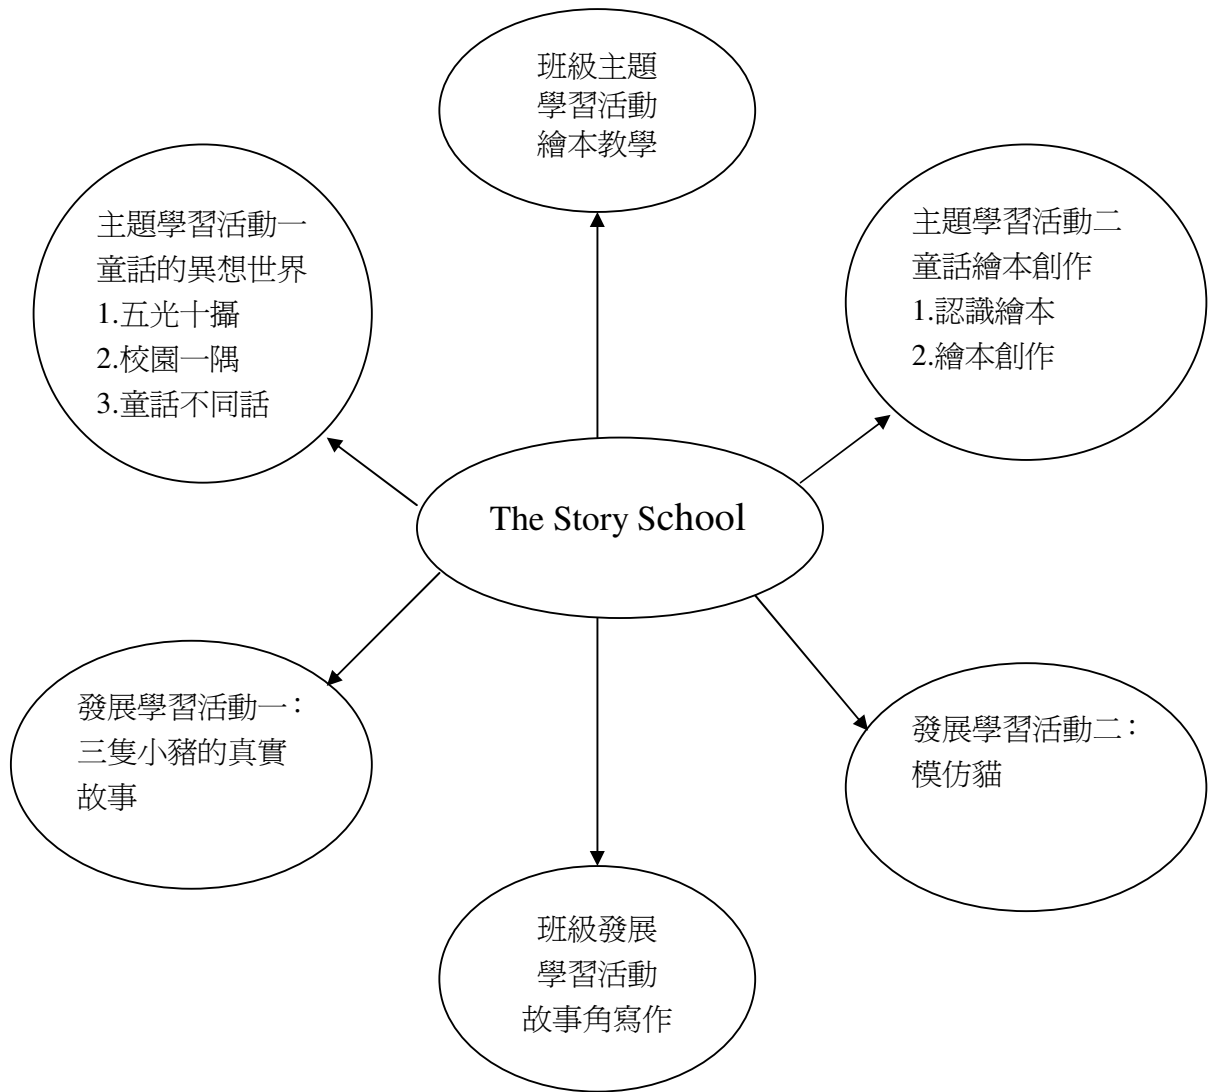 班級主題
學習活動
繪本教學
主題學習活動一
童話的異想世界
1.五光十攝
2.校園一隅
3.童話不同話
主題學習活動二
童話繪本創作
1.認識繪本
2.繪本創作
The Story School
發展學習活動一：
三隻小豬的真實
故事
發展學習活動二：
模仿貓
班級發展
學習活動
故事角寫作